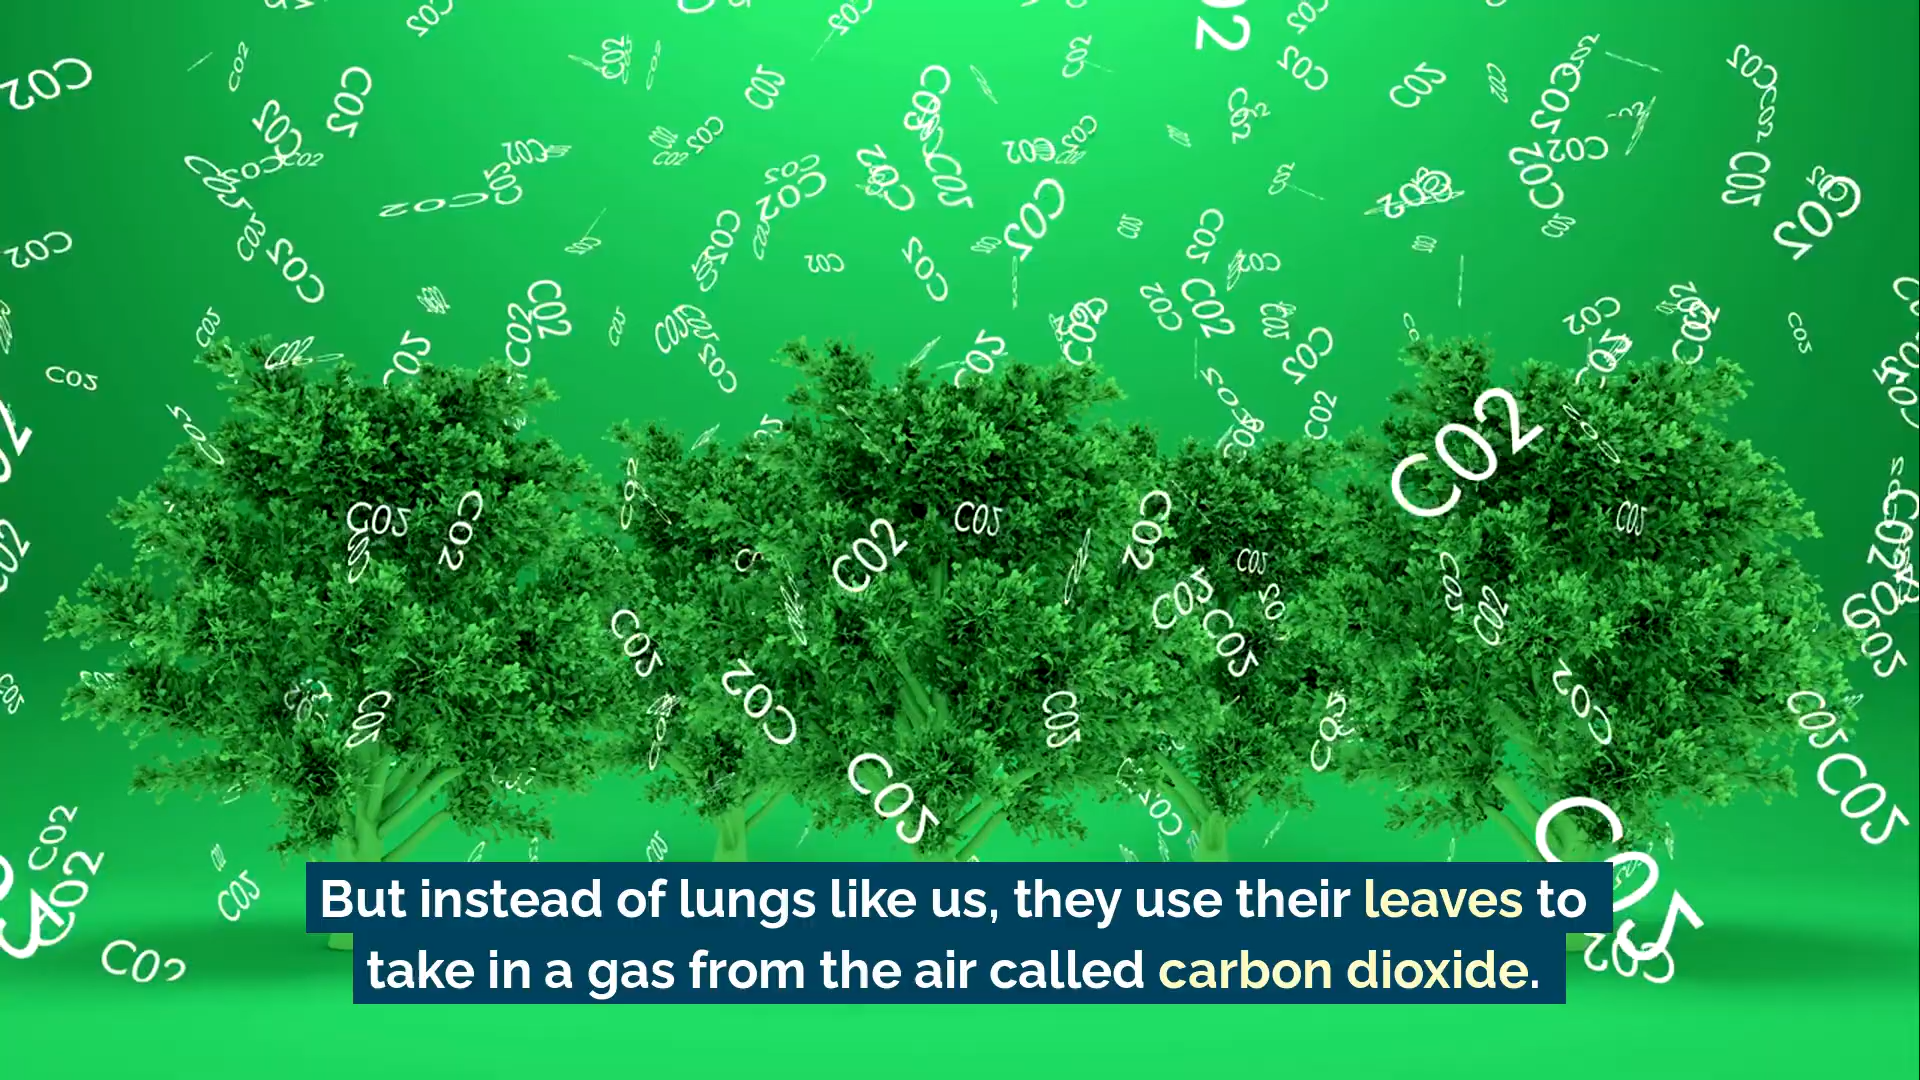 CO2
But instead of lungs like us, they use their leaves to
take in a gas from the air called carbon dioxide.